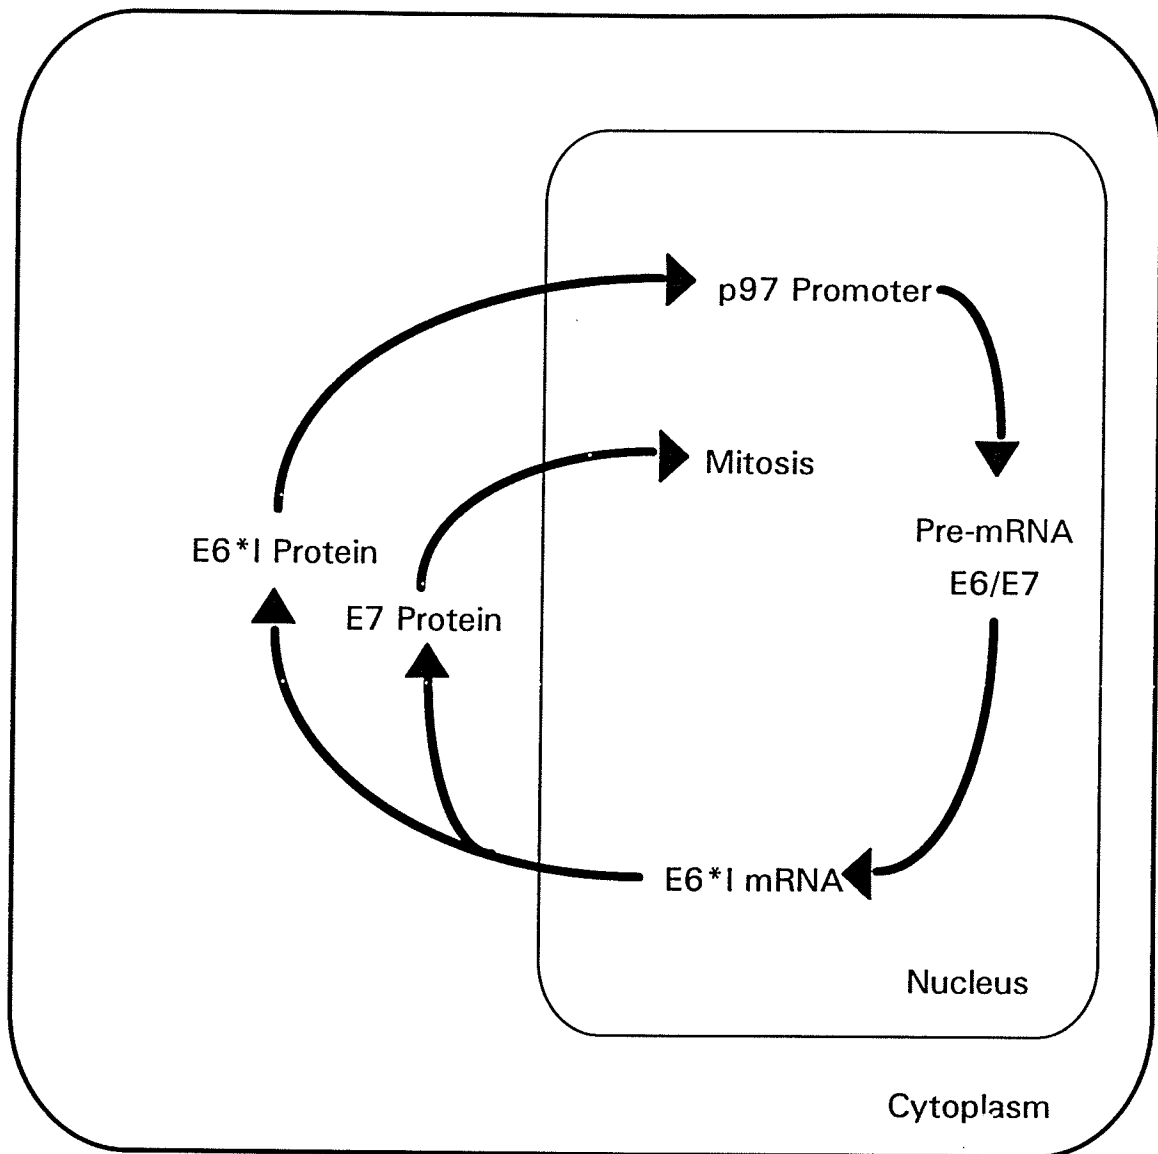 p97 Promoter
Mitosis
Pre-mRNA
E6/E7
E6*I Protein
E7 Protein
E6*I mRNA
Nucleus
Cytoplasm